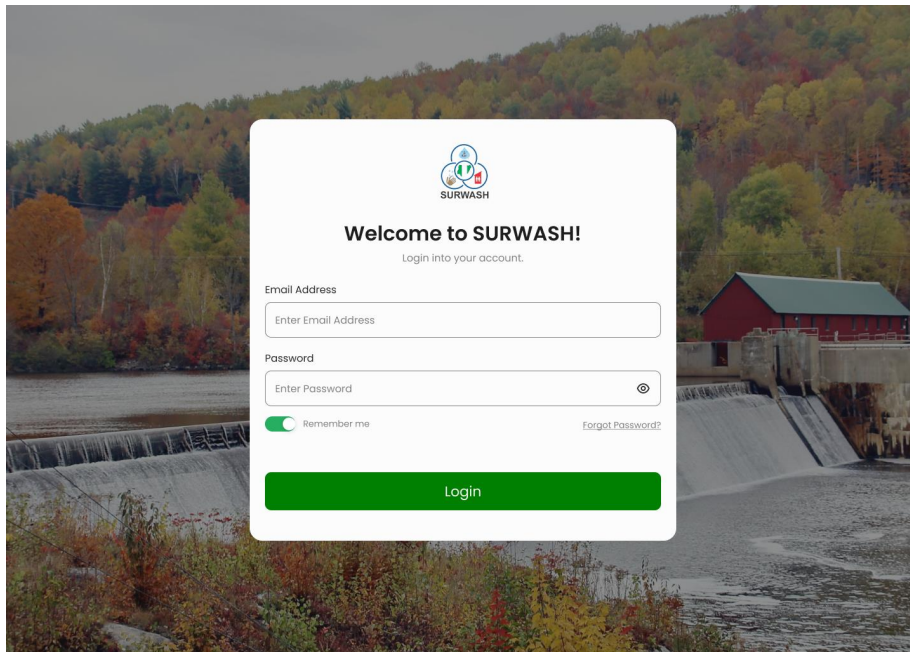 SURWASH
Welcome to SURWASH!
Login into your account.
Email Address
Enter Email Address
Password
Enter Password
Remember me
Forgot Password?
Login